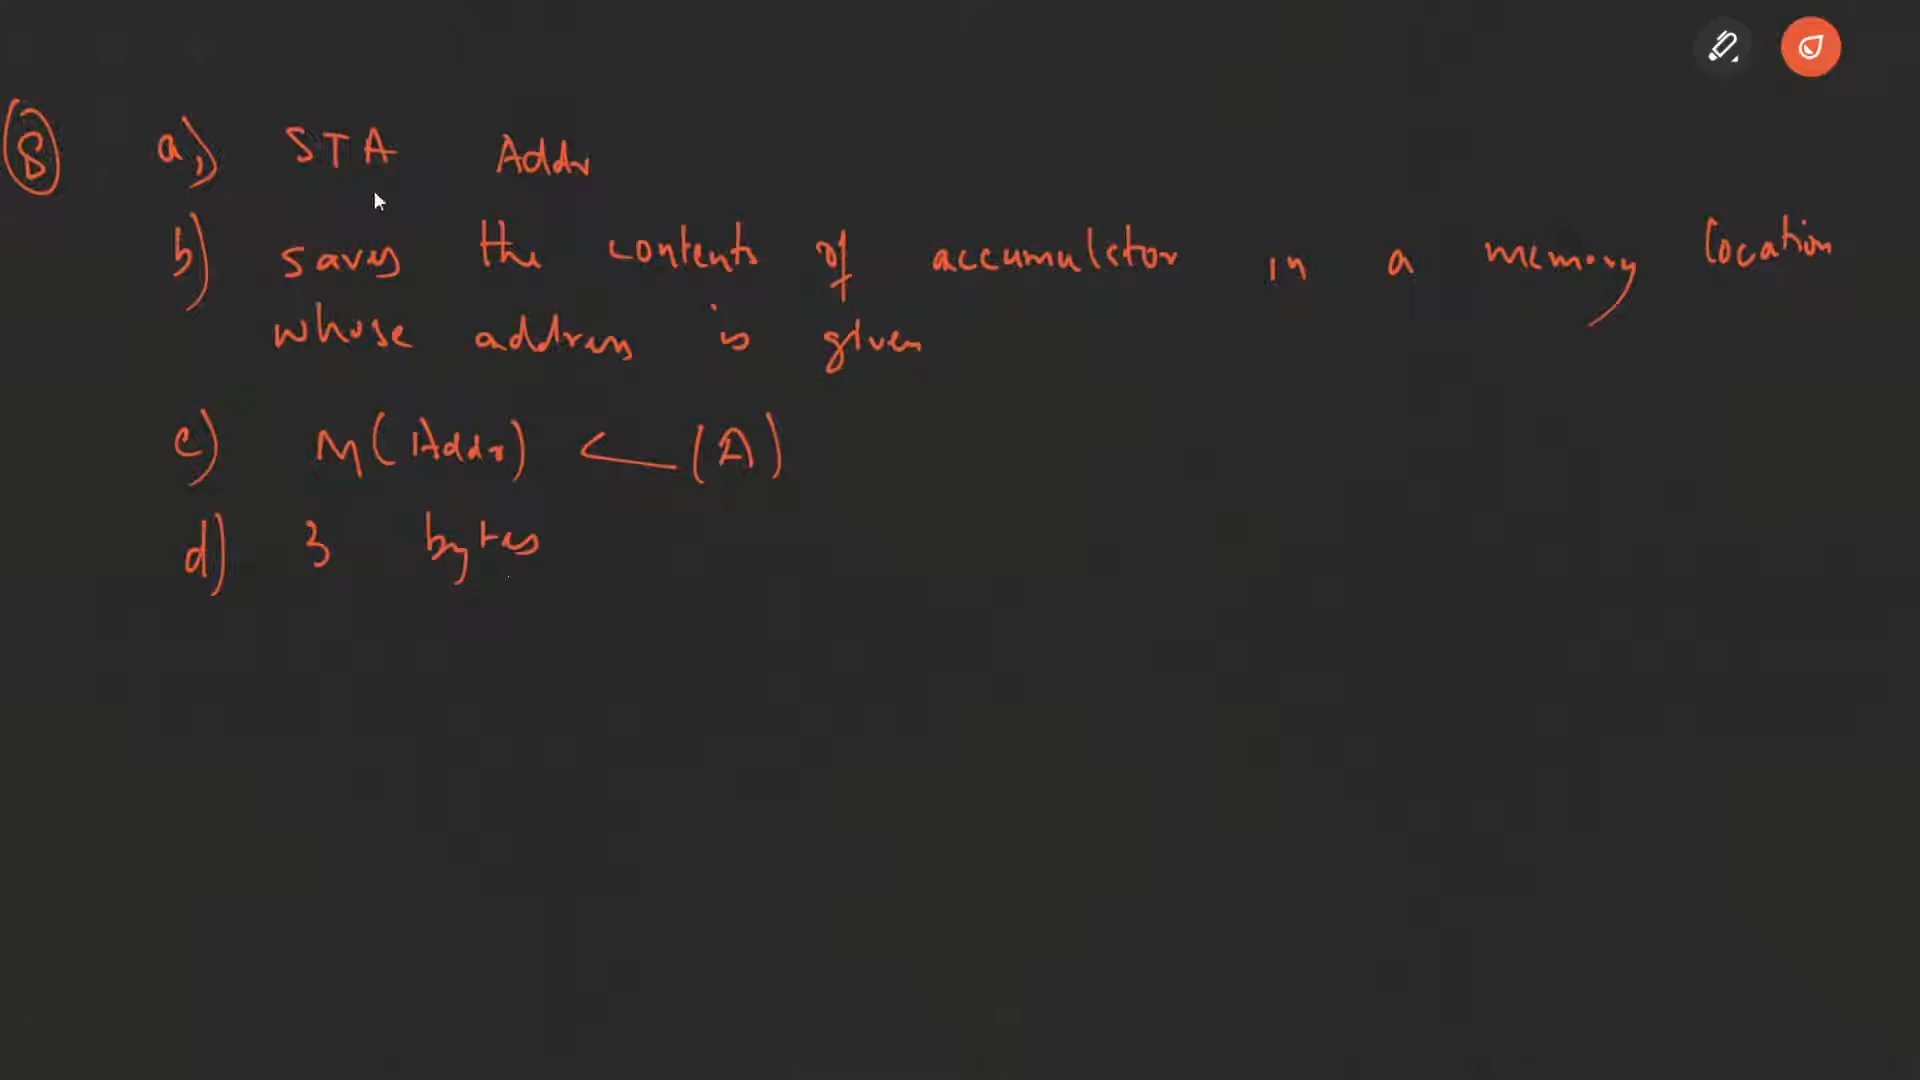 8 a) STA Addr
b) saves the contents of accumulator in a memory location
whose address is given
c) M(Addr) ← (A)
d) 3 bytes